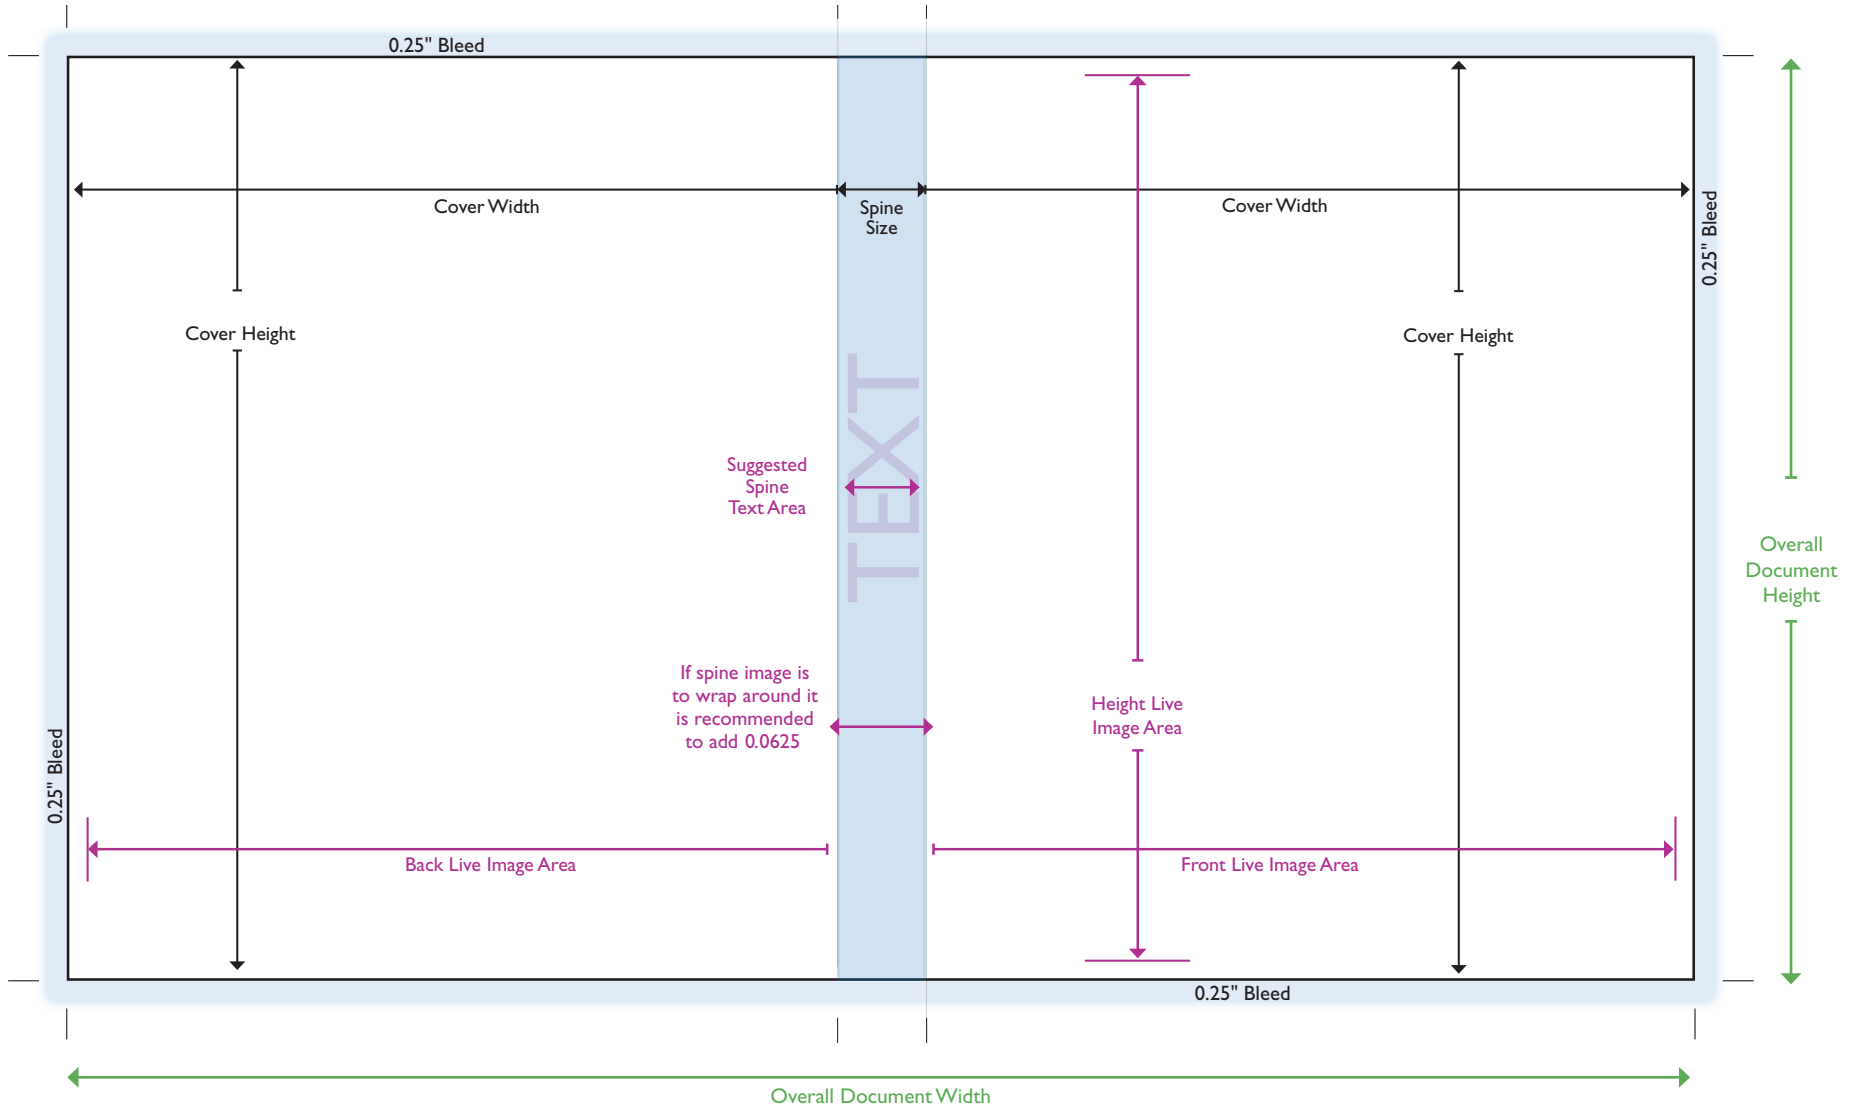 0.25" Bleed
Cover Width
Spine
Size
Cover Width
0.25" Bleed
Cover Height
Cover Height
TEXT
Suggested
Spine
Text Area
Overall
Document
Height
If spine image is
to wrap around it
is recommended
to add 0.0625
Height Live
Image Area
0.25" Bleed
Back Live Image Area
Front Live Image Area
0.25" Bleed
Overall Document Width